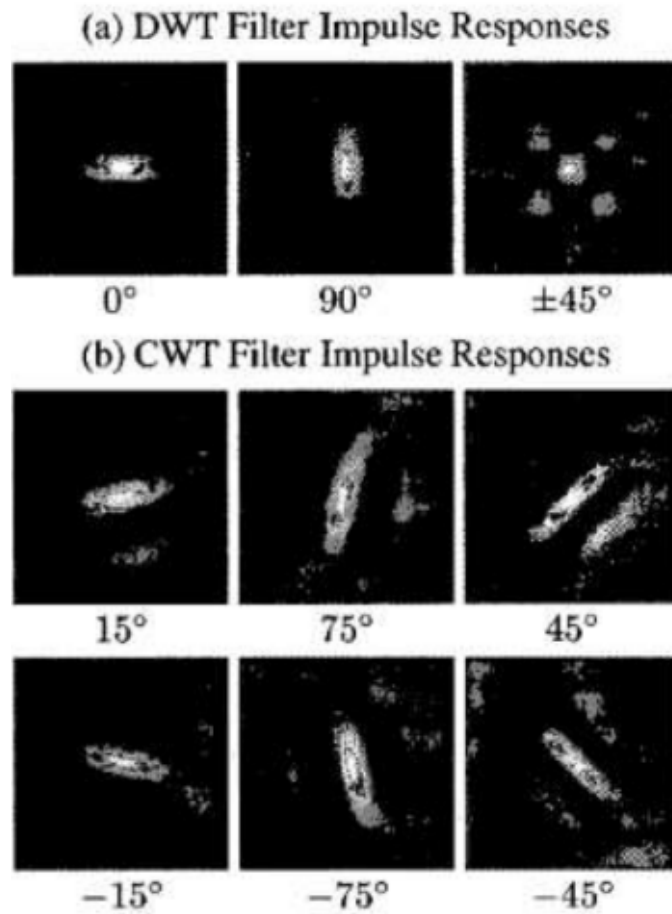 (a) DWT Filter Impulse Responses
0° 90° ±45°
(b) CWT Filter Impulse Responses
15° 75° 45°
−15° −75° −45°